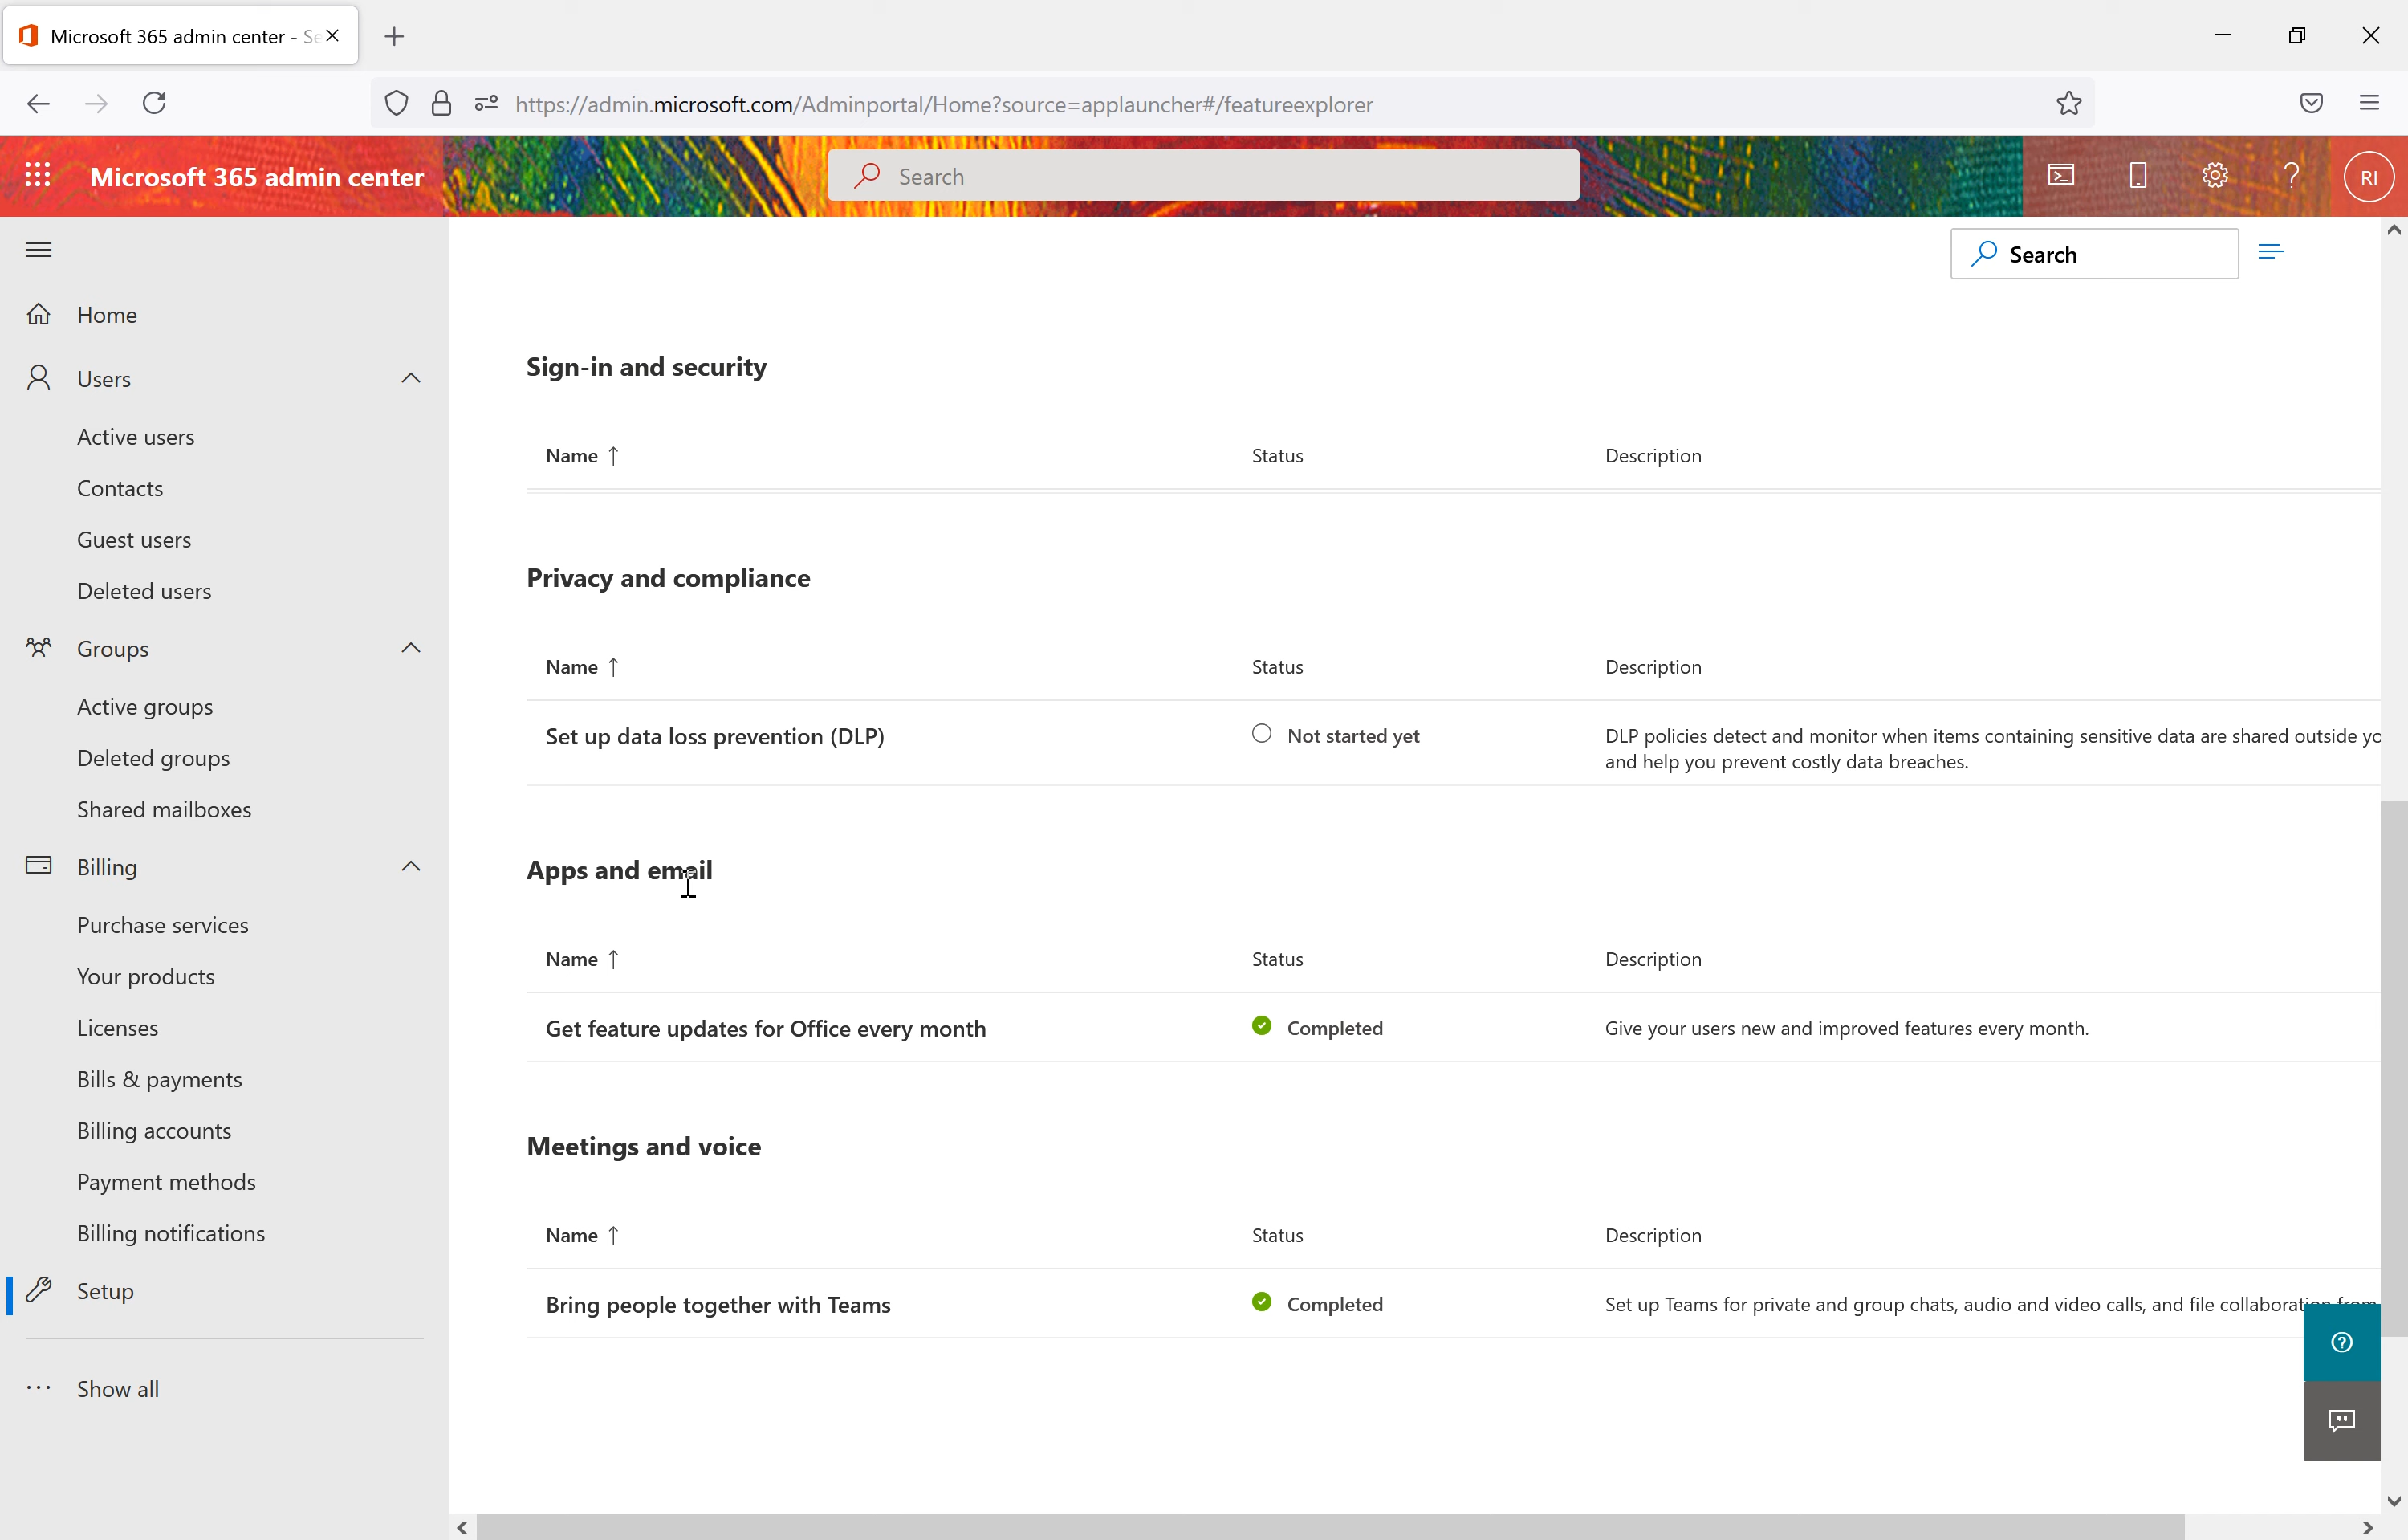 Microsoft 365 admin center - Se
https://admin.microsoft.com/Adminportal/Home?source=applauncher#/featureexplorer
Microsoft 365 admin center
Search
RI
Search
Home
Users
Active users
Contacts
Guest users
Deleted users
Groups
Active groups
Deleted groups
Shared mailboxes
Billing
Purchase services
Your products
Licenses
Bills & payments
Billing accounts
Payment methods
Billing notifications
Setup
Show all
Sign-in and security
Name ↑ Status Description
Privacy and compliance
Name ↑ Status Description
Set up data loss prevention (DLP) Not started yet DLP policies detect and monitor when items containing sensitive data are shared outside yo
and help you prevent costly data breaches.
Apps and email
Name ↑ Status Description
Get feature updates for Office every month Completed Give your users new and improved features every month.
Meetings and voice
Name ↑ Status Description
Bring people together with Teams Completed Set up Teams for private and group chats, audio and video calls, and file collaboration from